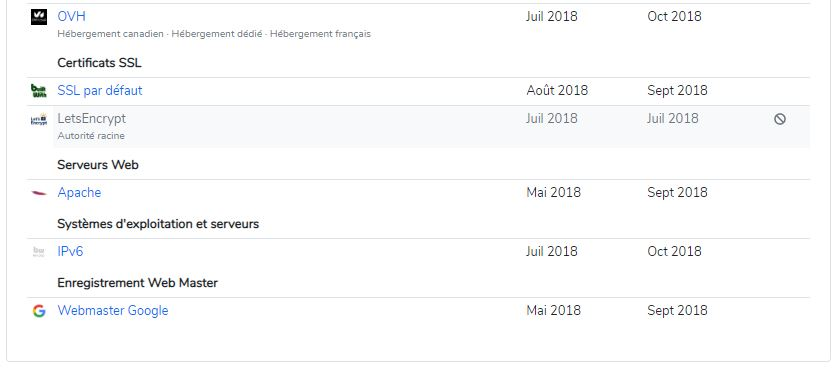 OVH Juil 2018 Oct 2018
Hébergement canadien · Hébergement dédié · Hébergement français
Certificats SSL
SSL par défaut Août 2018 Sept 2018
LetsEncrypt Juil 2018 Juil 2018
Autorité racine
Serveurs Web
Apache Mai 2018 Sept 2018
Systèmes d'exploitation et serveurs
IPv6 Juil 2018 Oct 2018
Enregistrement Web Master
Webmaster Google Mai 2018 Sept 2018